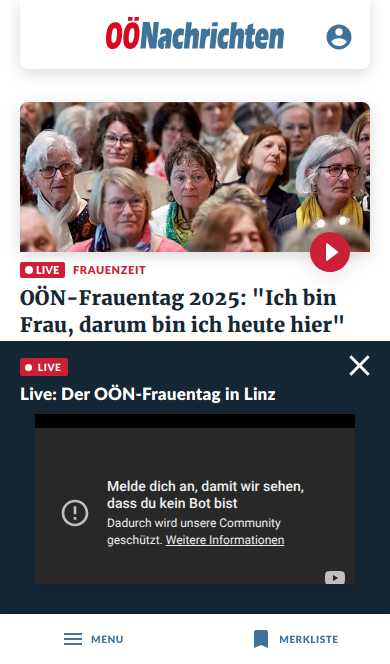 OÖNachrichten
LIVE FRAUENZEIT
OÖN-Frauentag 2025: "Ich bin
Frau, darum bin ich heute hier"
LIVE
Live: Der OÖN-Frauentag in Linz
Melde dich an, damit wir sehen,
dass du kein Bot bist
Dadurch wird unsere Community
geschützt. Weitere Informationen
MENU MERKLISTE